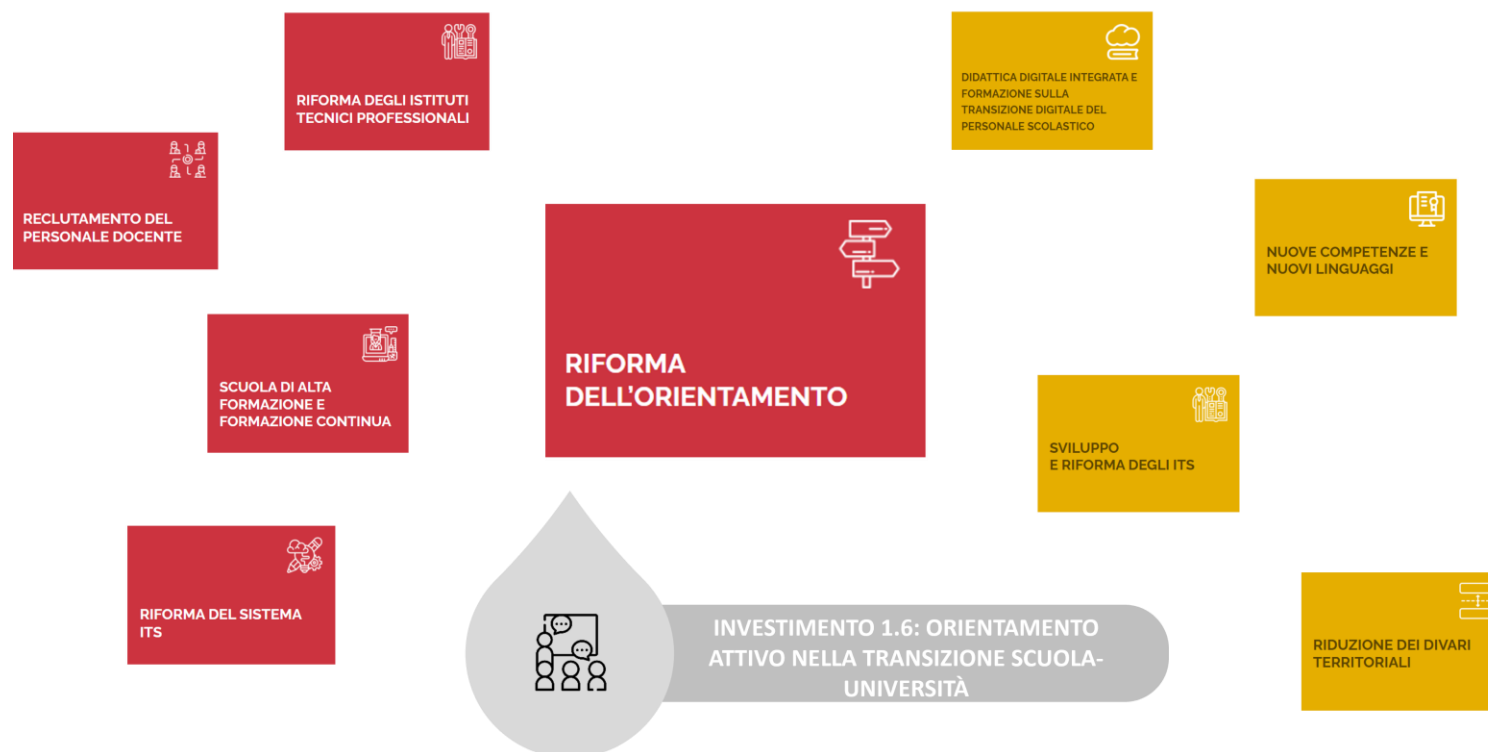 RIFORMA DEGLI ISTITUTI
TECNICI PROFESSIONALI
RECLUTAMENTO DEL
PERSONALE DOCENTE
SCUOLA DI ALTA
FORMAZIONE E
FORMAZIONE CONTINUA
RIFORMA DEL SISTEMA
ITS
RIFORMA
DELL'ORIENTAMENTO
INVESTIMENTO 1.6: ORIENTAMENTO
ATTIVO NELLA TRANSIZIONE SCUOLA-
UNIVERSITÀ
DIDATTICA DIGITALE INTEGRATA E
FORMAZIONE SULLA
TRANSIZIONE DIGITALE DEL
PERSONALE SCOLASTICO
NUOVE COMPETENZE E
NUOVI LINGUAGGI
SVILUPPO
E RIFORMA DEGLI ITS
RIDUZIONE DEI DIVARI
TERRITORIALI